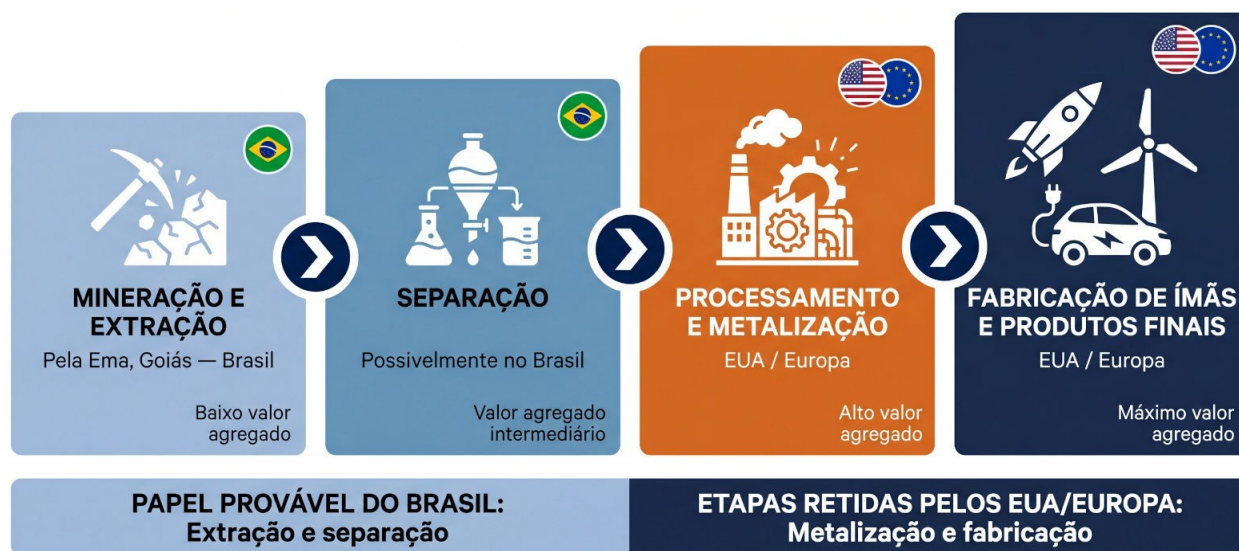 MINERAÇÃO E
EXTRAÇÃO
Pela Ema, Goiás — Brasil
Baixo valor
agregado
SEPARAÇÃO
Possivelmente no Brasil
Valor agregado
intermediário
PROCESSAMENTO
E METALIZAÇÃO
EUA / Europa
Alto valor
agregado
FABRICAÇÃO DE ÍMÃS
E PRODUTOS FINAIS
EUA / Europa
Máximo valor
agregado
PAPEL PROVÁVEL DO BRASIL:
Extração e separação
ETAPAS RETIDAS PELOS EUA/EUROPA:
Metalização e fabricação